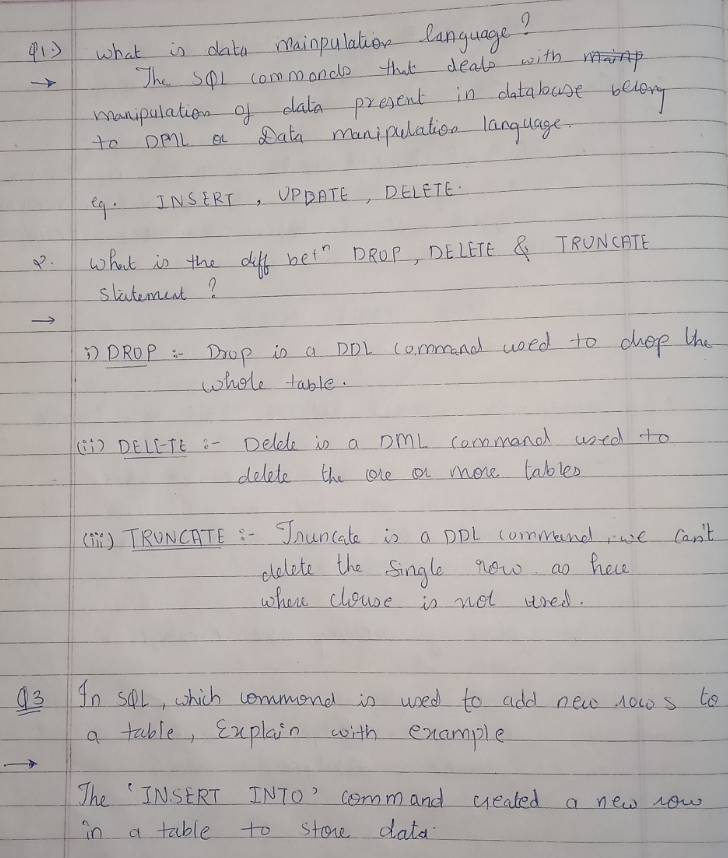 Q1) What is data mainpulation language?
→ The SQL commands that deals with mainp
manipulation of data present in database belong
to DML or Data manipulation language.
eg. INSERT, UPDATE, DELETE.
2. What is the diff betn DROP, DELETE & TRUNCATE
statement?
→
i) DROP :- Drop is a DDL command used to drop the
whole table.
(ii) DELETE :- Delete is a DML command used to
delete the one or more tables
(iii) TRUNCATE :- Truncate is a DDL command, we can't
delete the single row as here
where clouse is not used.
Q3 In SQL, which command is used to add new rows to
a table, Explain with example
→
The 'INSERT INTO' command created a new row
in a table to store data.